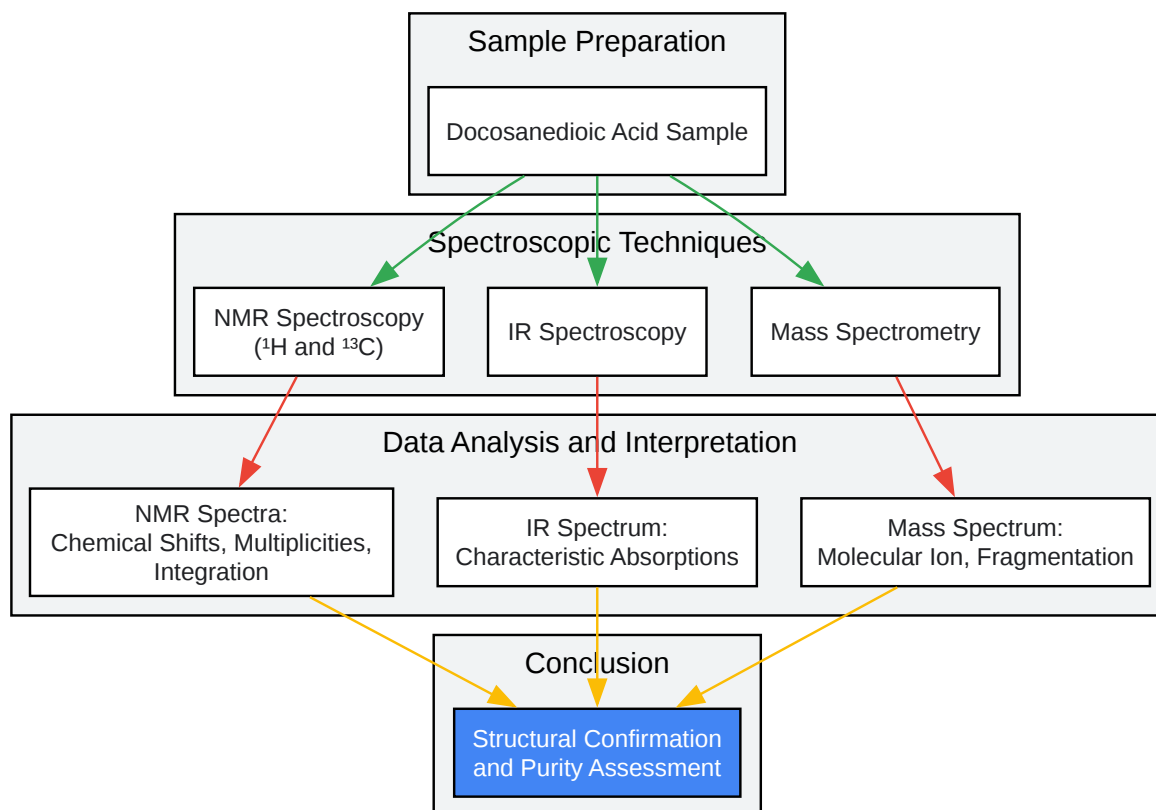 Sample Preparation
Docosanedioic Acid Sample
Spectroscopic Techniques
NMR Spectroscopy
(¹H and ¹³C)
IR Spectroscopy
Mass Spectrometry
Data Analysis and Interpretation
NMR Spectra:
Chemical Shifts, Multiplicities,
Integration
IR Spectrum:
Characteristic Absorptions
Mass Spectrum:
Molecular Ion, Fragmentation
Conclusion
Structural Confirmation
and Purity Assessment